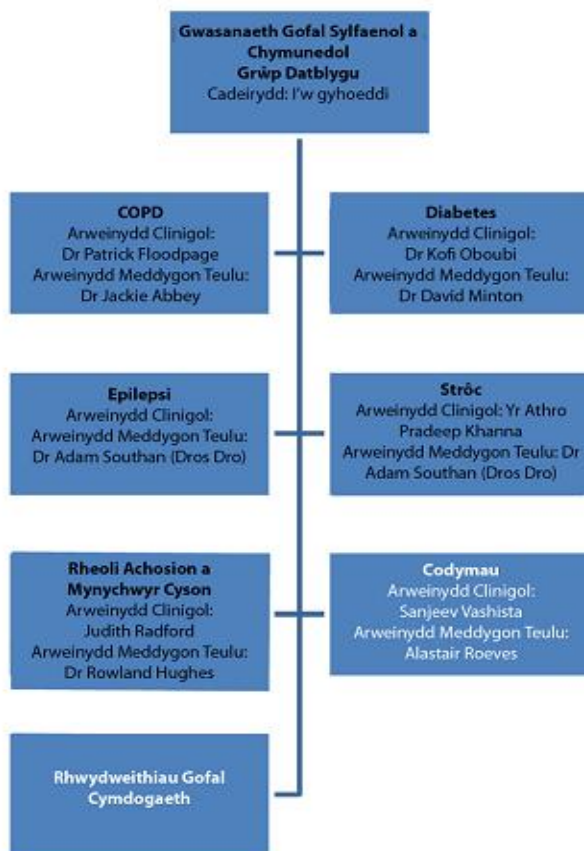 Gwasanaeth Gofal Sylfaenol a
Chymunedol
Grŵp Datblygu
Cadeirydd: I'w gyhoeddi
COPD
Arweinydd Clinigol:
Dr Patrick Floodpage
Arweinydd Meddygon Teulu:
Dr Jackie Abbey
Diabetes
Arweinydd Clinigol:
Dr Kofi Oboubi
Arweinydd Meddygon Teulu:
Dr David Minton
Epilepsi
Arweinydd Clinigol:
Arweinydd Meddygon Teulu:
Dr Adam Southan (Dros Dro)
Strôc
Arweinydd Clinigol: Yr Athro
Pradeep Khanna
Arweinydd Meddygon Teulu: Dr
Adam Southan (Dros Dro)
Rheoli Achosion a
Mynychwyr Cyson
Arweinydd Clinigol:
Judith Radford
Arweinydd Meddygon Teulu:
Dr Rowland Hughes
Codymau
Arweinydd Clinigol:
Sanjeev Vashista
Arweinydd Meddygon Teulu:
Alastair Roeves
Rhwydweithiau Gofal
Cymdogaeth